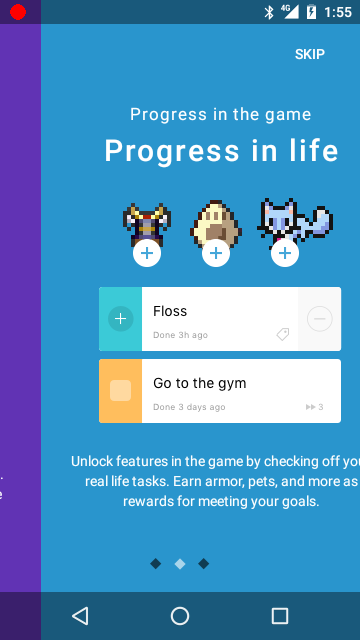 4G 1:55
SKIP
Progress in the game
Progress in life
Floss
Done 3h ago
Go to the gym
Done 3 days ago
3
Unlock features in the game by checking off
real life tasks. Earn armor, pets, and more as
rewards for meeting your goals.